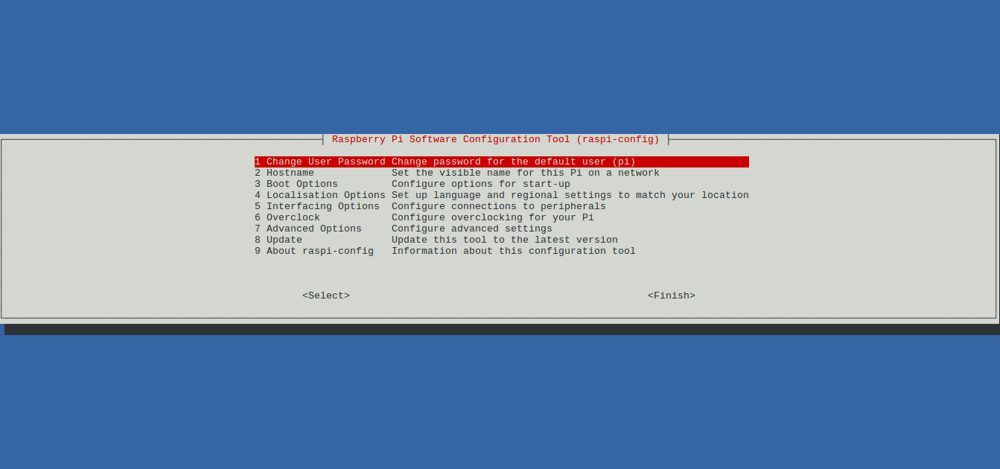 Raspberry Pi Software Configuration Tool (raspi-config)
1 Change User Password Change password for the default user (pi)
2 Hostname Set the visible name for this Pi on a network
3 Boot Options Configure options for start-up
4 Localisation Options Set up language and regional settings to match your location
5 Interfacing Options Configure connections to peripherals
6 Overclock Configure overclocking for your Pi
7 Advanced Options Configure advanced settings
8 Update Update this tool to the latest version
9 About raspi-config Information about this configuration tool
<Select> <Finish>